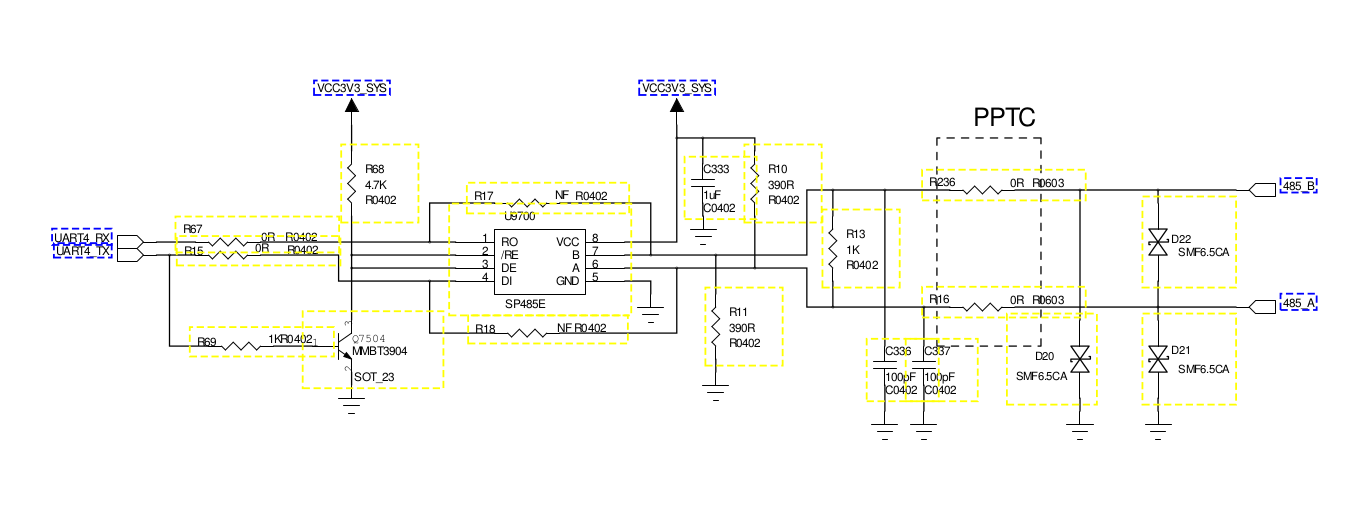 PPTC
VCC3V3_SYS
VCC3V3_SYS
R68
4.7K
R0402
C333
1uF
C0402
R10
390R
R0402
R236
0R
R0603
485_B
R17
NF
R0402
U9700
R67
0R
R0402
UART4_RX
UART4_TX
R15
0R
R0402
1
RO
VCC
8
2
/RE
B
7
3
DE
A
6
4
DI
GND
5
SP485E
R13
1K
R0402
D22
SMF6.5CA
R16
0R
R0603
485_A
R11
390R
R0402
R18
NF
R0402
R69
1K
R0402
1
3
Q7504
MMBT3904
2
SOT_23
C336
100pF
C0402
C337
100pF
C0402
D20
SMF6.5CA
D21
SMF6.5CA